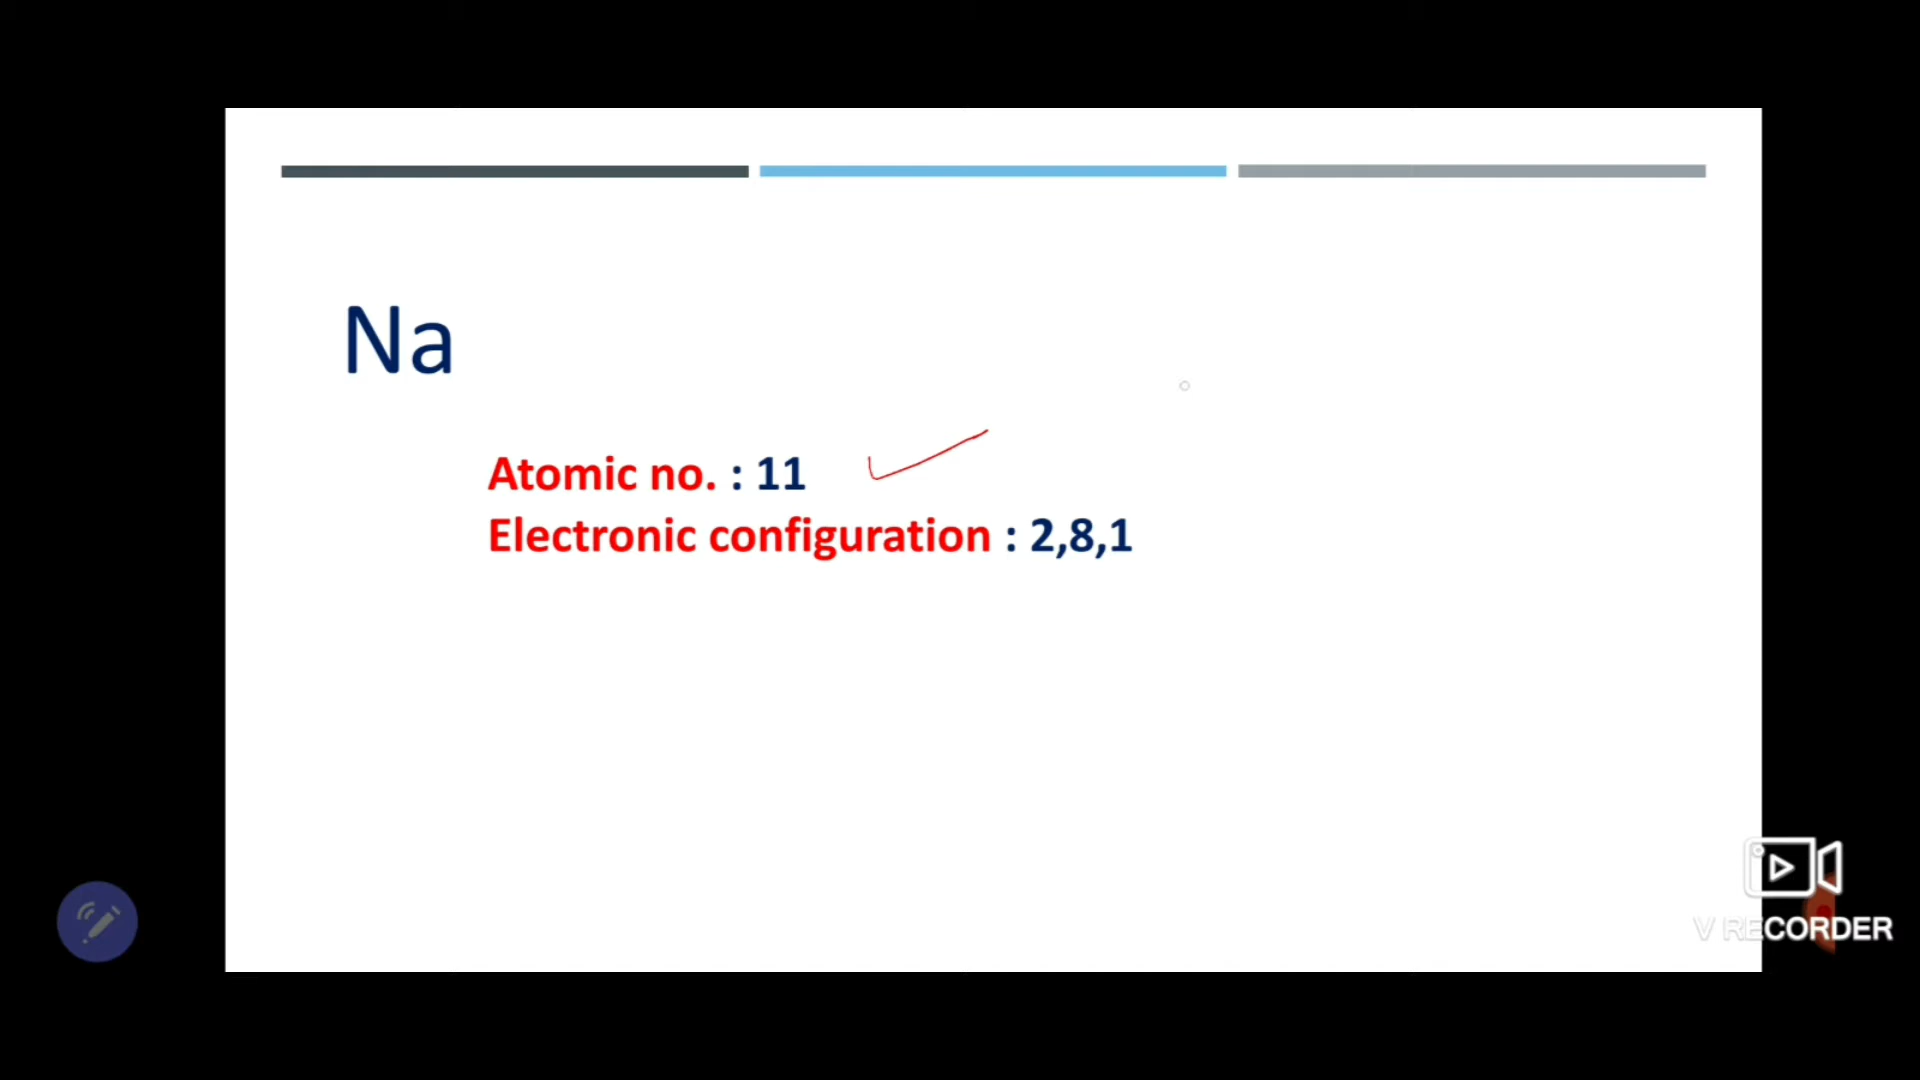 Na
Atomic no. : 11
Electronic configuration : 2,8,1
V RECORDER